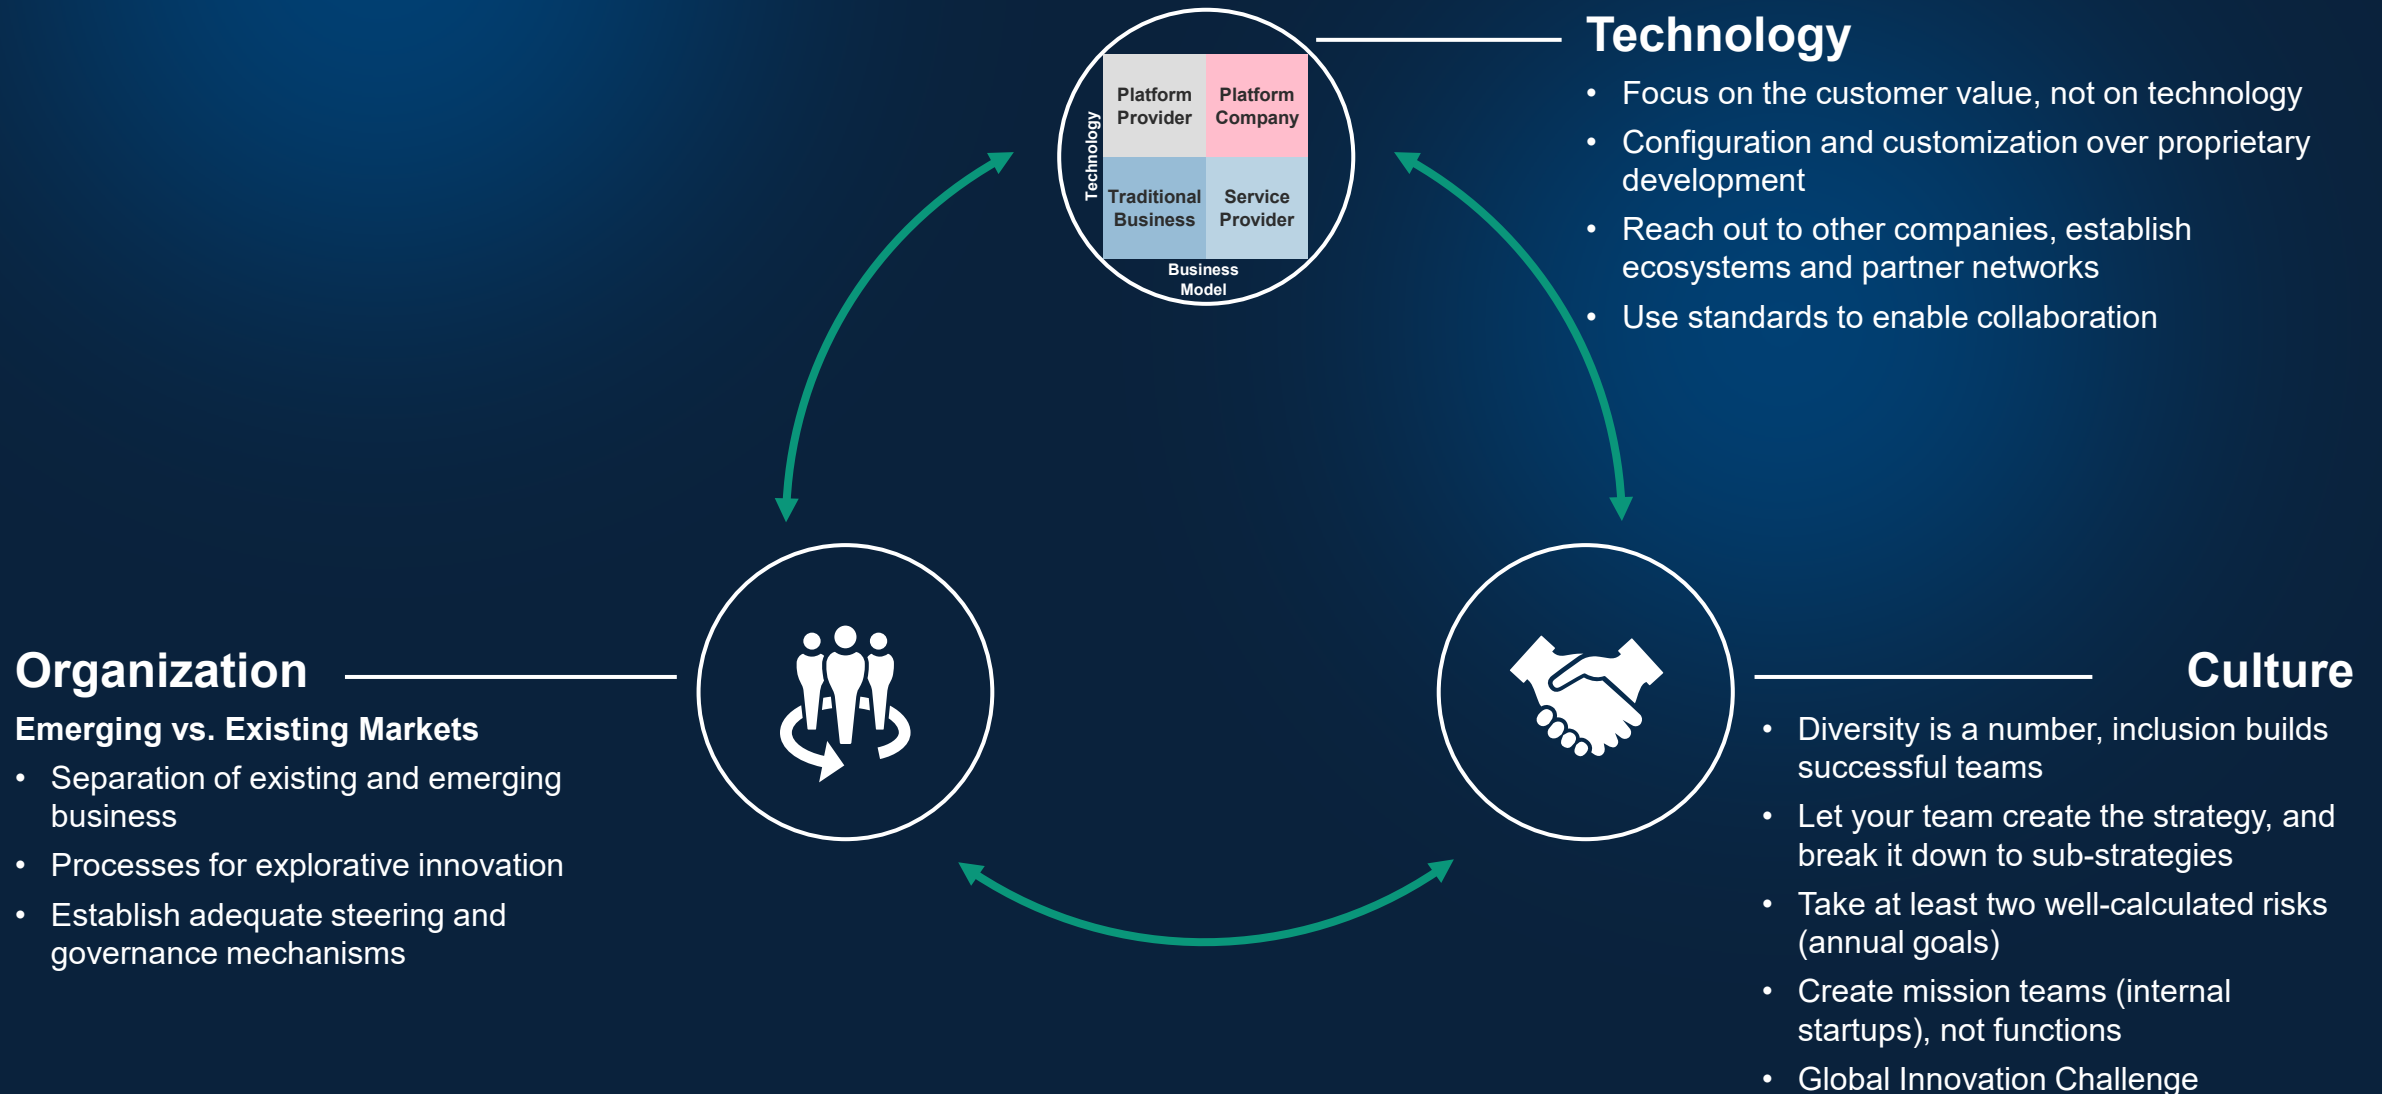 Technology
Platform
Provider
Platform
Company
Traditional
Business
Service
Provider
Business
Model
Technology
• Focus on the customer value, not on technology
• Configuration and customization over proprietary
development
• Reach out to other companies, establish
ecosystems and partner networks
• Use standards to enable collaboration
Organization
Emerging vs. Existing Markets
• Separation of existing and emerging
business
• Processes for explorative innovation
• Establish adequate steering and
governance mechanisms
Culture
• Diversity is a number, inclusion builds
successful teams
• Let your team create the strategy, and
break it down to sub-strategies
• Take at least two well-calculated risks
(annual goals)
• Create mission teams (internal
startups), not functions
• Global Innovation Challenge